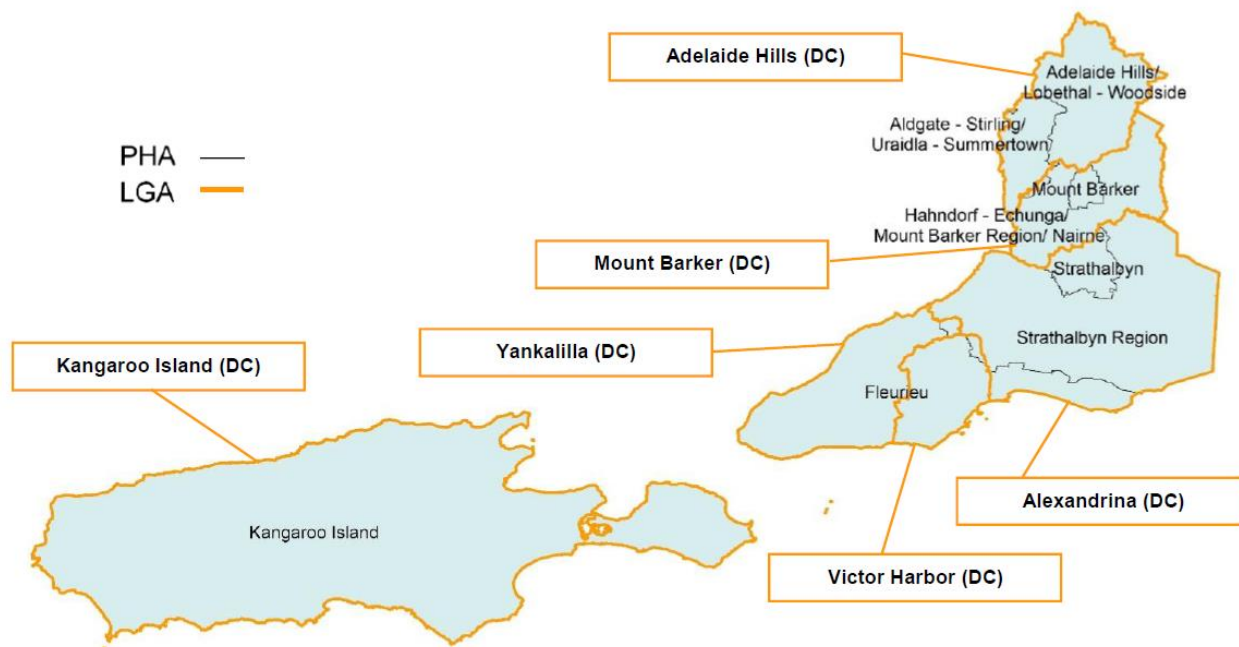 Adelaide Hills (DC)
Adelaide Hills/
Lobethal - Woodside
Aldgate - Stirling/
Uraidla - Summertown
PHA
LGA
Mount Barker
Hahndorf - Echunga/
Mount Barker Region/ Nairne
Mount Barker (DC)
Strathalbyn
Strathalbyn Region
Yankalilla (DC)
Kangaroo Island (DC)
Fleurieu
Alexandrina (DC)
Kangaroo Island
Victor Harbor (DC)